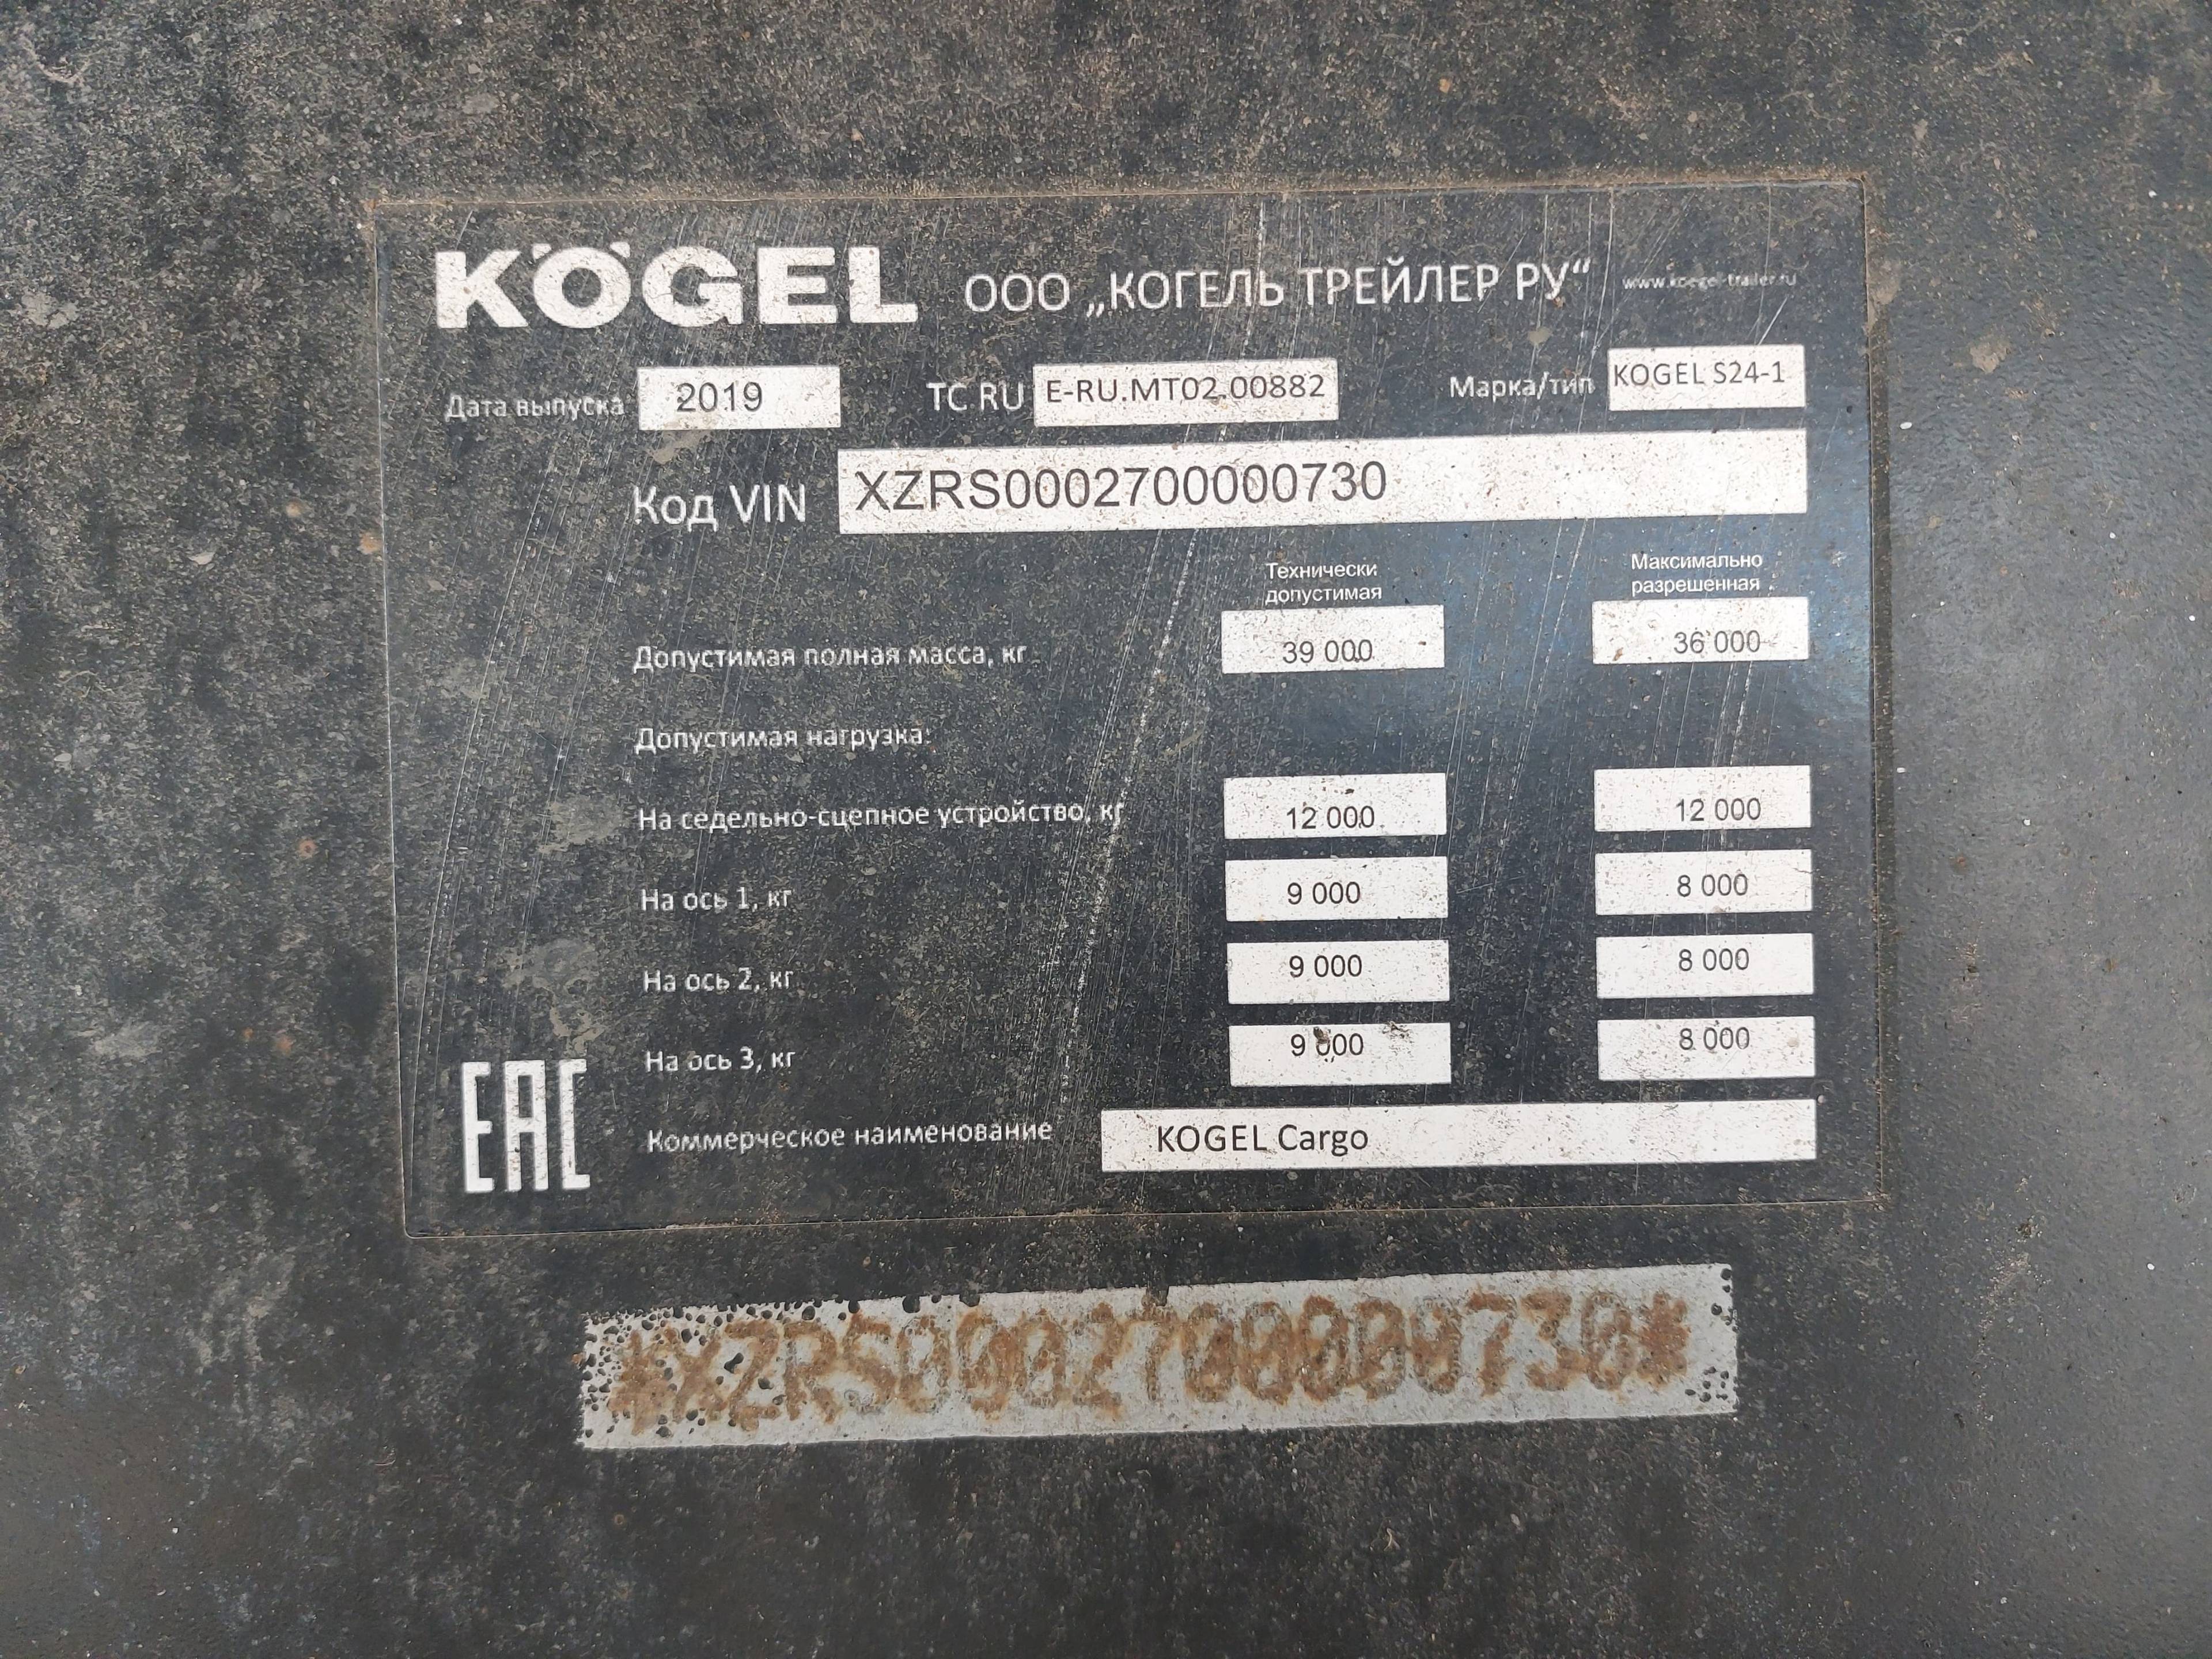 KÖGEL ООО „КОГЕЛЬ ТРЕЙЛЕР РУ“ www.koegel-trailer.ru
Дата выпуска 2019 TC RU E-RU.MT02.00882 Марка/тип KOGEL S24-1
Код VIN XZRS0002700000730
Технически допустимая
Максимально разрешенная
Допустимая полная масса, кг 39 000 36 000
Допустимая нагрузка:
На седельно-сцепное устройство, кг 12 000 12 000
На ось 1, кг 9 000 8 000
На ось 2, кг 9 000 8 000
На ось 3, кг 9 000 8 000
EAC
Коммерческое наименование KOGEL Cargo
*XZRS0002700000730*